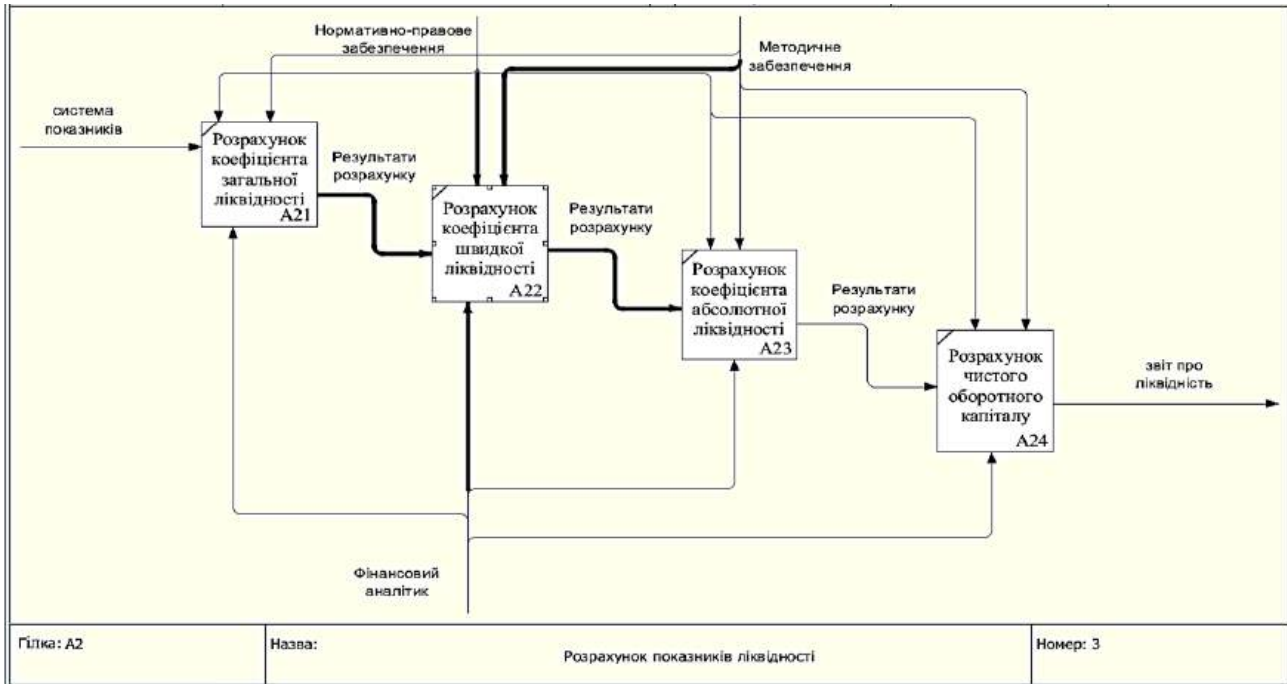 Нормативно-правове
забезпечення
Методичне
забезпечення
система
показників
Розрахунок
коефіцієнта
загальної
ліквідності
A21
Результати
розрахунку
Розрахунок
коефіцієнта
швидкої
ліквідності
A22
Результати
розрахунку
Розрахунок
коефіцієнта
абсолютної
ліквідності
A23
Результати
розрахунку
Розрахунок
чистого
оборотного
капіталу
A24
звіт про
ліквідність
Фінансовий
аналітик
Гілка: A2
Назва:
Розрахунок показників ліквідності
Номер: 3